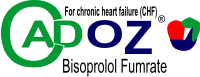 For chronic heart failure (CHF)
CADOZ®
Bisoprolol Fumrate